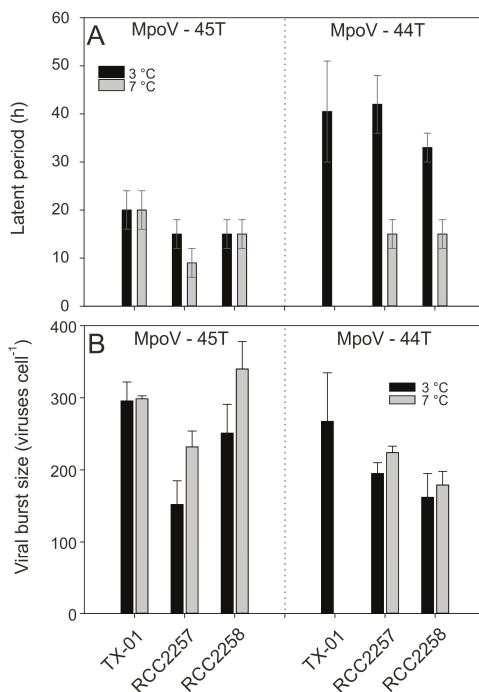 A
MpoV - 45T
MpoV - 44T
3 °C
7 °C
Latent period (h)
60
50
40
30
20
10
0
B
MpoV - 45T
MpoV - 44T
3 °C
7 °C
Viral burst size (viruses cell-1)
400
300
200
100
0
TX-01
RCC2257
RCC2258
TX-01
RCC2257
RCC2258